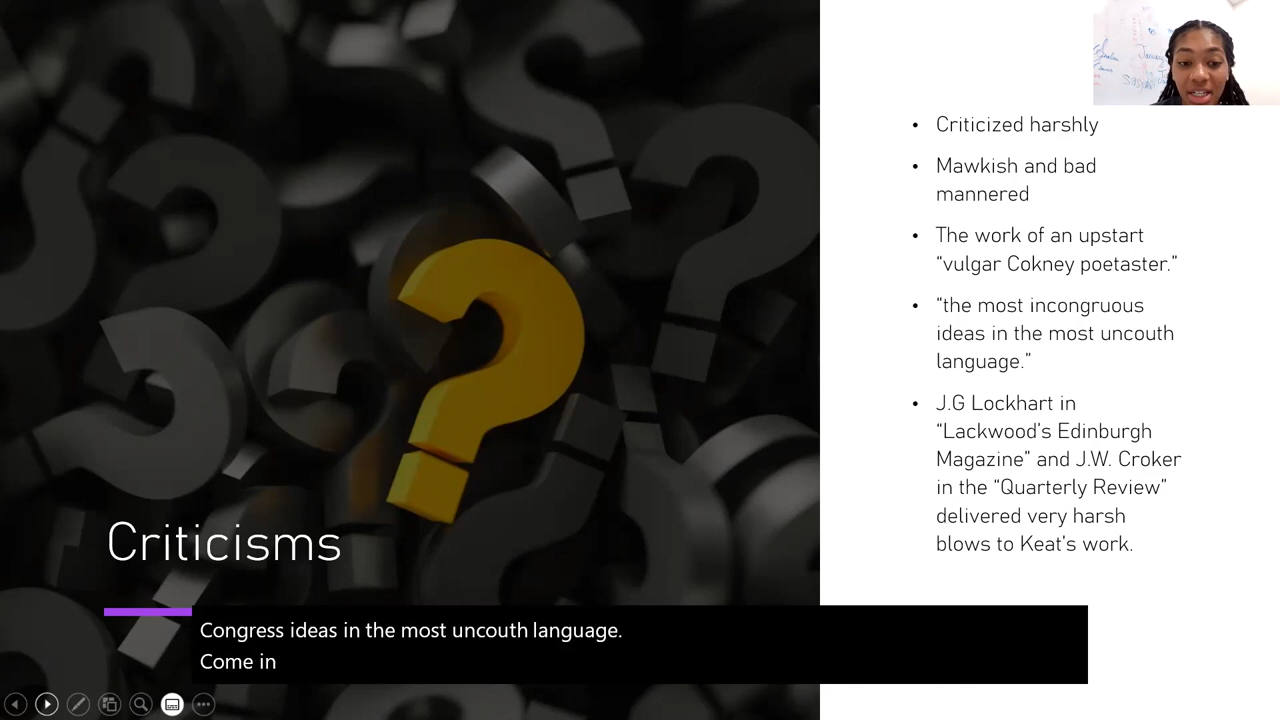 Criticisms
• Criticized harshly
• Mawkish and bad
mannered
• The work of an upstart
“vulgar Cokney poetaster.”
• “the most incongruous
ideas in the most uncouth
language.”
• J.G Lockhart in
“Lackwood’s Edinburgh
Magazine” and J.W. Croker
in the “Quarterly Review”
delivered very harsh
blows to Keat’s work.
Congress ideas in the most uncouth language.
Come in